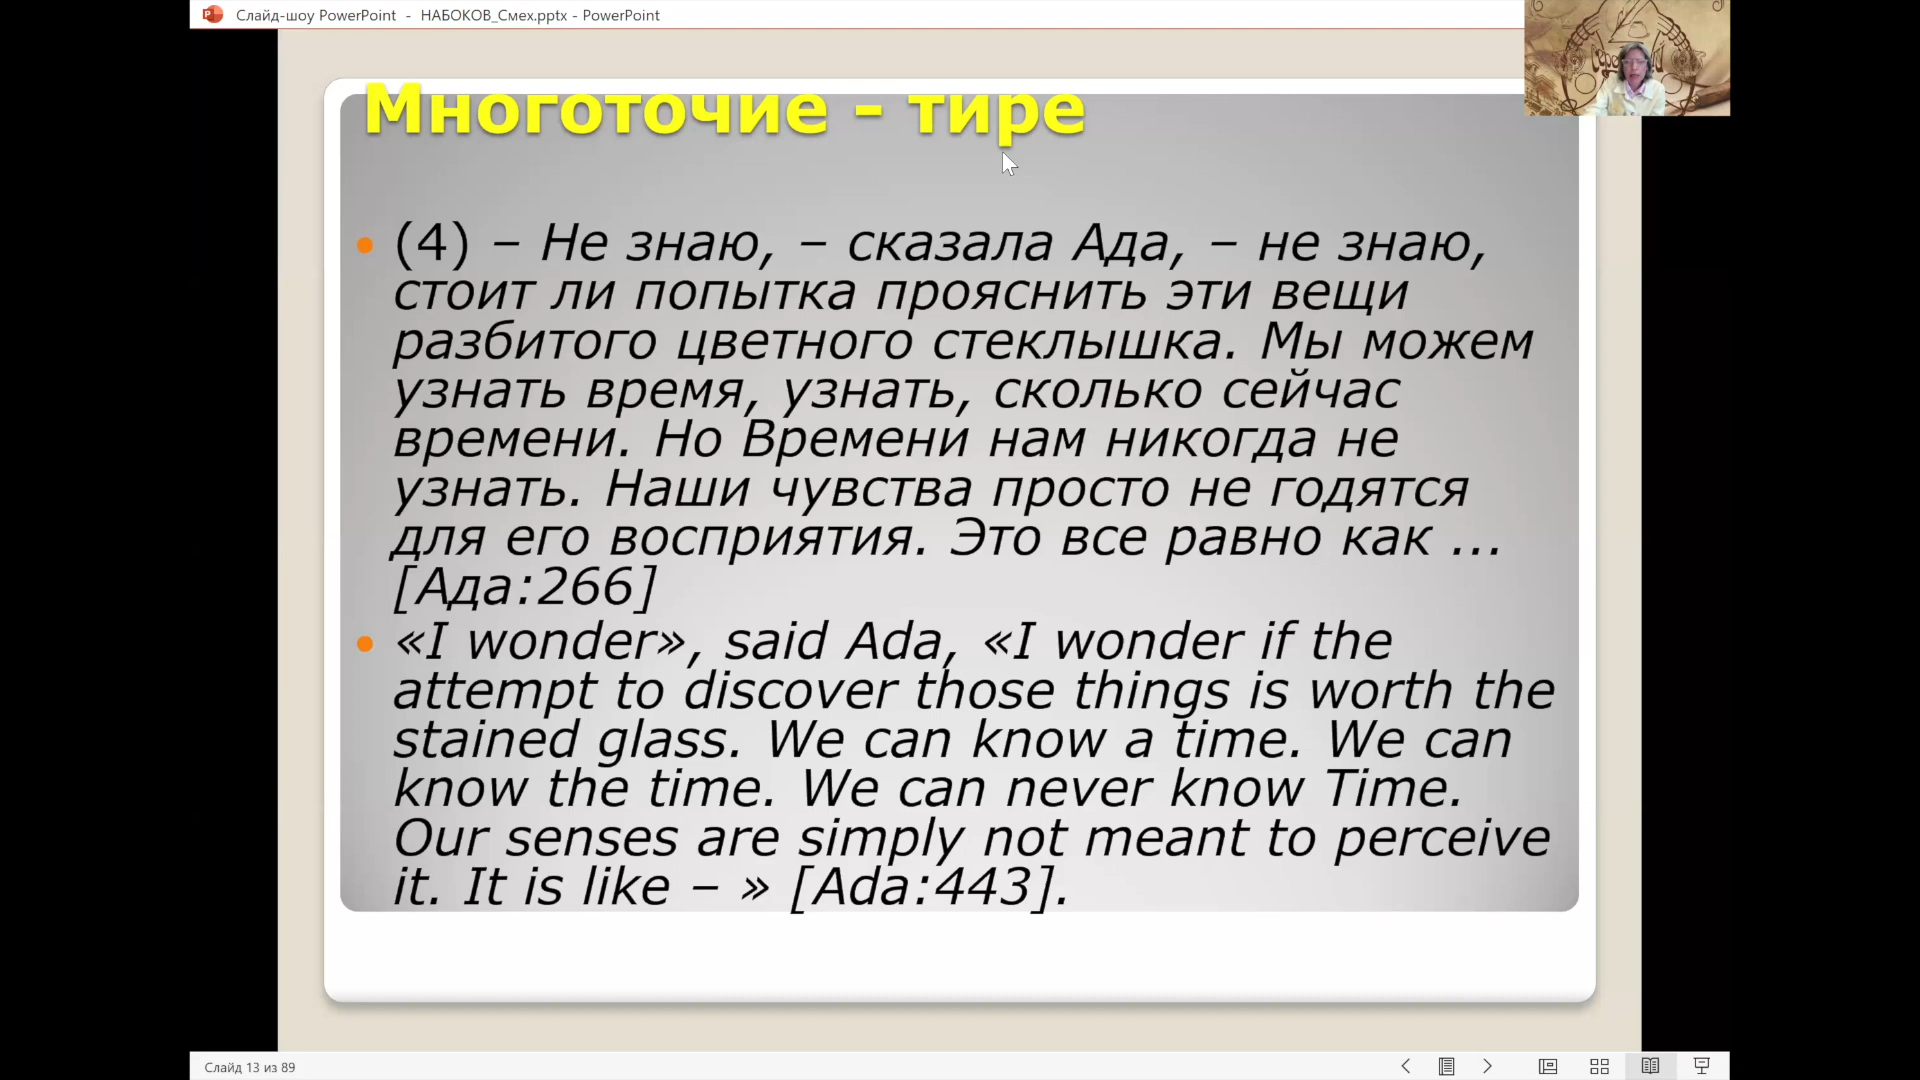 Слайд-шоу PowerPoint - НАБОКОВ_Смех.pptx - PowerPoint
Многоточие - тире
(4) – Не знаю, – сказала Ада, – не знаю,
стоит ли попытка прояснить эти вещи
разбитого цветного стеклышка. Мы можем
узнать время, узнать, сколько сейчас
времени. Но Времени нам никогда не
узнать. Наши чувства просто не годятся
для его восприятия. Это все равно как ...
[Ада:266]
«I wonder», said Ada, «I wonder if the
attempt to discover those things is worth the
stained glass. We can know a time. We can
know the time. We can never know Time.
Our senses are simply not meant to perceive
it. It is like – » [Ada:443].
Слайд 13 из 89